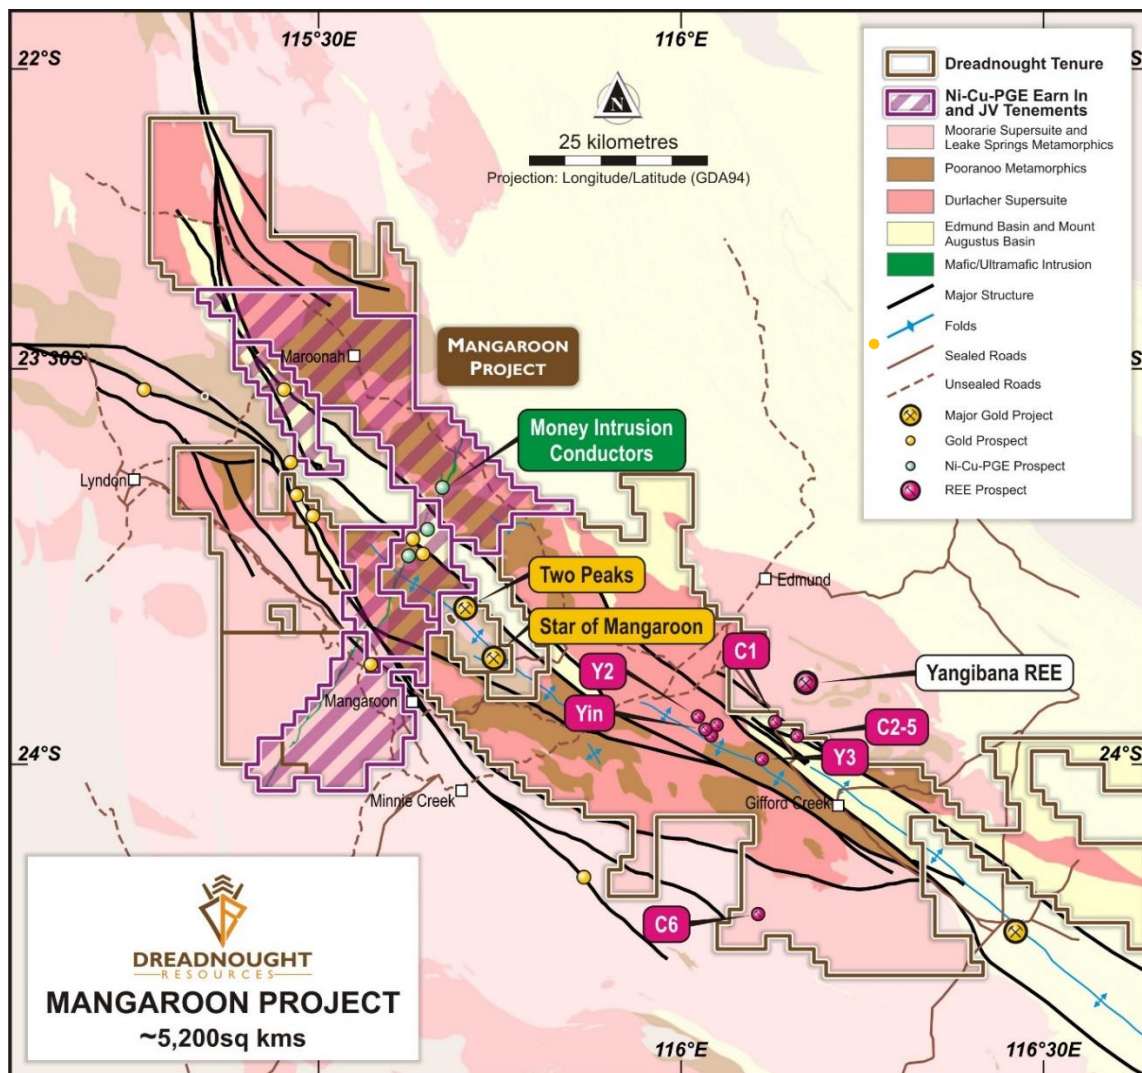 115°30'E
116°E
22°S
S
N
25 kilometres
Projection: Longitude/Latitude (GDA94)
Dreadnought Tenure
Ni-Cu-PGE Earn In
and JV Tenements
Moorarie Supersuite and
Leake Springs Metamorphics
Pooranoo Metamorphics
Durlacher Supersuite
Edmund Basin and Mount
Augustus Basin
Mafic/Ultramafic Intrusion
Major Structure
Folds
Sealed Roads
Unsealed Roads
Major Gold Project
Gold Prospect
Ni-Cu-PGE Prospect
REE Prospect
23°30'S
S
Maroonah
MANGAROON
PROJECT
Money Intrusion
Conductors
Lyndon
Two Peaks
Edmund
Star of Mangaroon
C1
Y2
Yangibana REE
Mangaroon
Yin
C2-5
Y3
24°S
24°S
Minnie Creek
Gifford Creek
C6
DREADNOUGHT
RESOURCES
MANGAROON PROJECT
~5,200sq kms
116°E
116°30'E